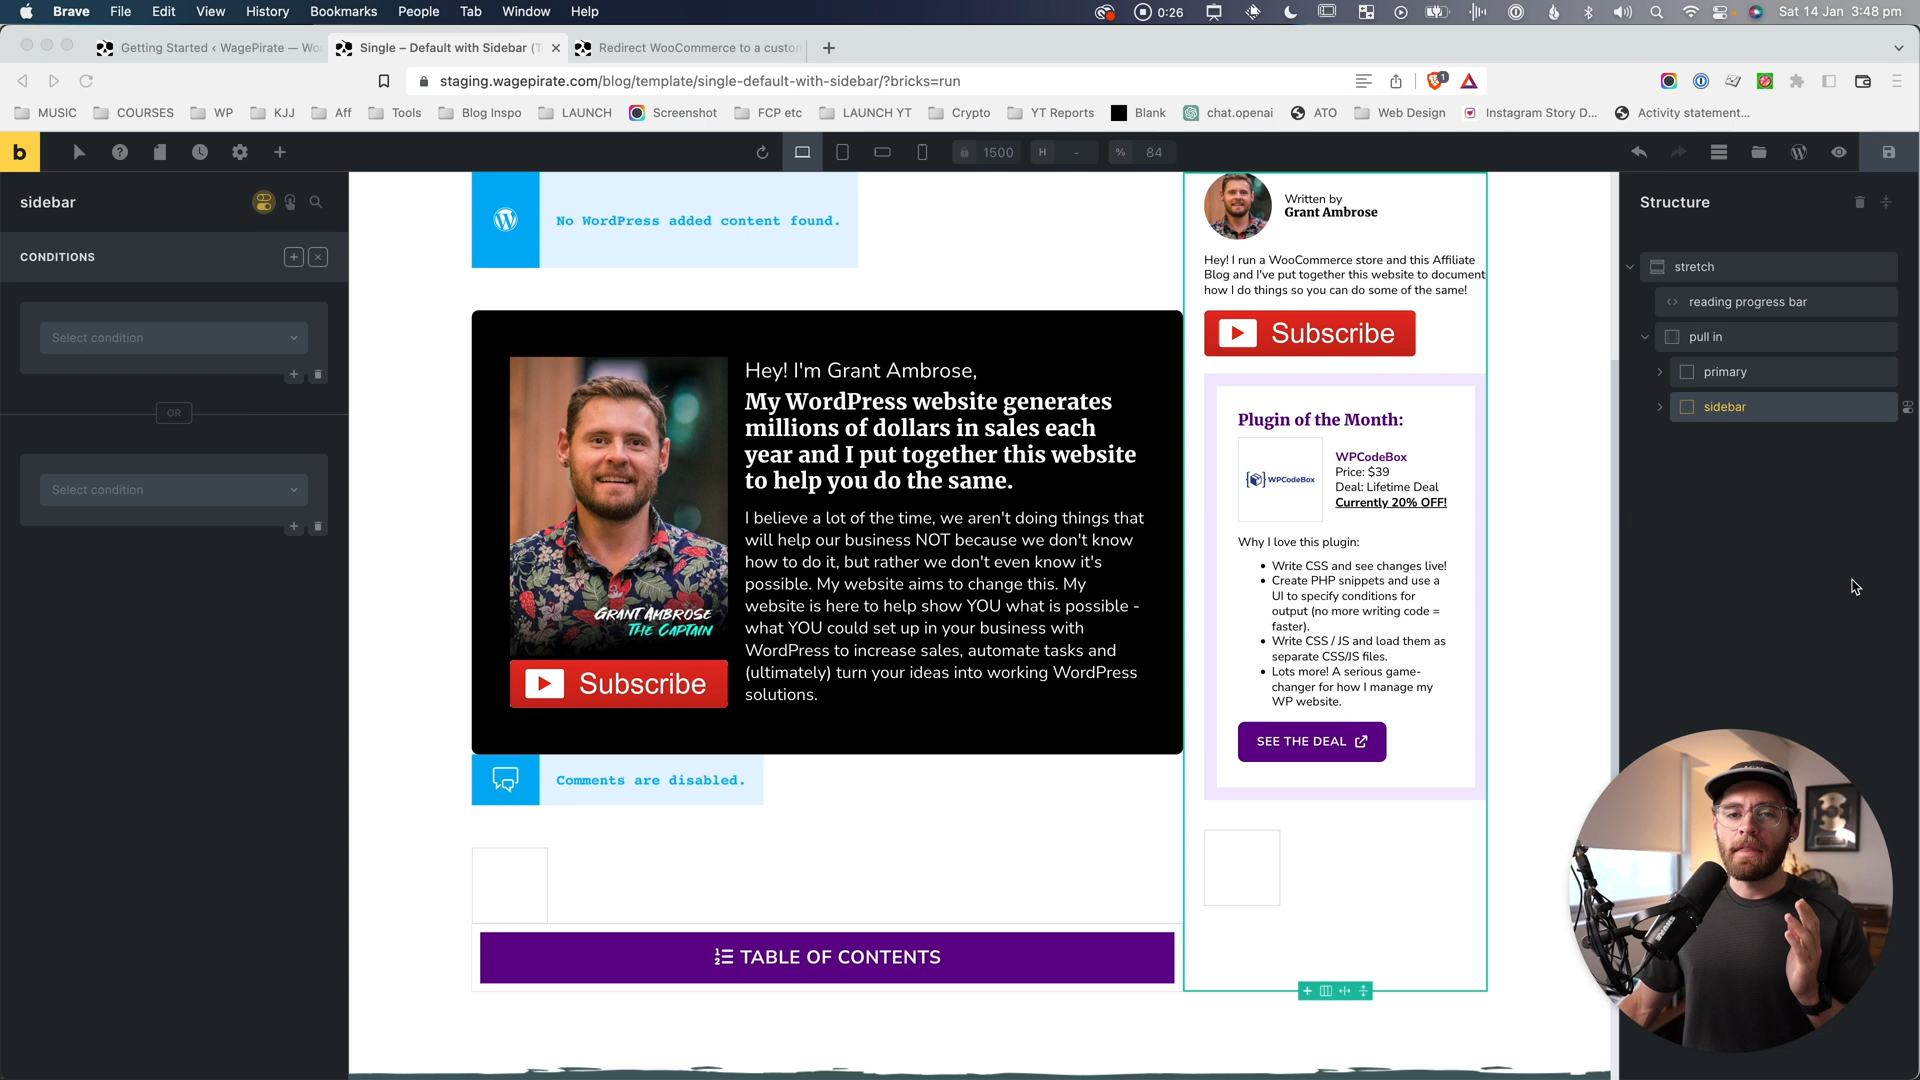 Brave File Edit View History Bookmarks People Tab Window Help
0:26
Sat 14 Jan 3:48 pm
Getting Started ‹ WagePirate — Wo
Single – Default with Sidebar (T
Redirect WooCommerce to a custo
staging.wagepirate.com/blog/template/single-default-with-sidebar/?bricks=run
1
MUSIC COURSES WP KJJ Aff Tools Blog Inspo LAUNCH Screenshot FCP etc LAUNCH YT Crypto YT Reports Blank chat.openai ATO Web Design Instagram Story D... Activity statement...
b
1500 H - % 84
sidebar
CONDITIONS
Select condition
OR
Select condition
No WordPress added content found.
Hey! I'm Grant Ambrose,
My WordPress website generates
millions of dollars in sales each
year and I put together this website
to help you do the same.
I believe a lot of the time, we aren't doing things that
will help our business NOT because we don't know
how to do it, but rather we don't even know it's
possible. My website aims to change this. My
website is here to help show YOU what is possible -
what YOU could set up in your business with
WordPress to increase sales, automate tasks and
(ultimately) turn your ideas into working WordPress
solutions.
GRANT AMBROSE
THE CAPTAIN
Subscribe
Comments are disabled.
TABLE OF CONTENTS
Written by
Grant Ambrose
Hey! I run a WooCommerce store and this Affiliate
Blog and I've put together this website to document
how I do things so you can do some of the same!
Subscribe
Plugin of the Month:
WPCodeBox
WPCodeBox
Price: $39
Deal: Lifetime Deal
Currently 20% OFF!
Why I love this plugin:
Write CSS and see changes live!
Create PHP snippets and use a
UI to specify conditions for
output (no more writing code =
faster).
Write CSS / JS and load them as
separate CSS/JS files.
Lots more! A serious game-
changer for how I manage my
WP website.
SEE THE DEAL
Structure
stretch
reading progress bar
pull in
primary
sidebar